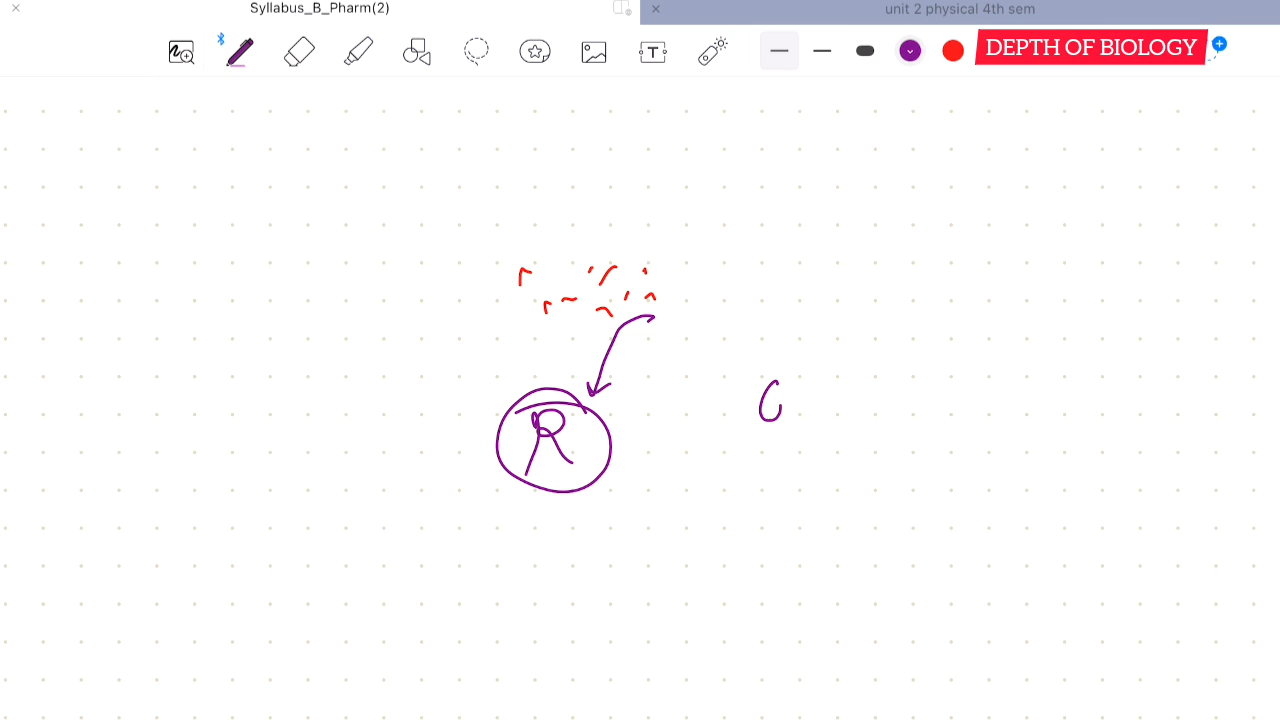 Syllabus_B_Pharm(2)
unit 2 physical 4th sem
T
DEPTH OF BIOLOGY
R
C